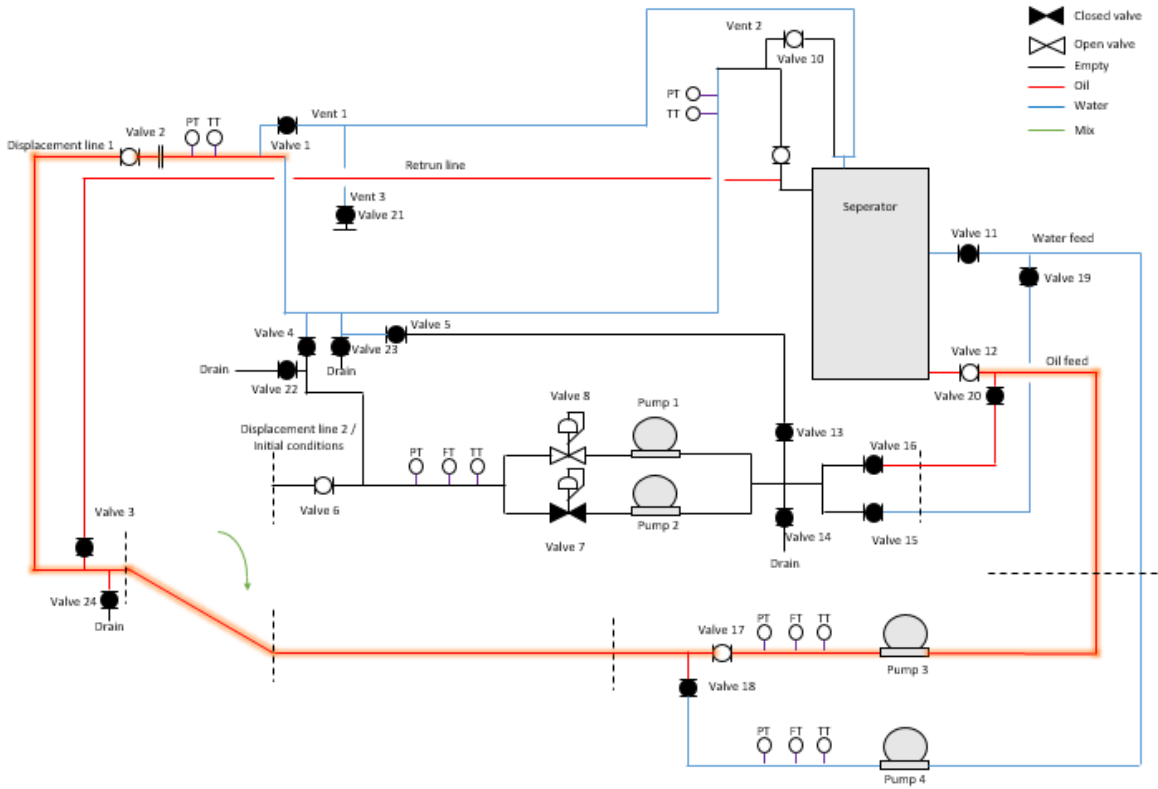 Closed valve
Open valve
Empty
Oil
Water
Mix
Vent 2
Valve 10
PT
TT
Vent 1
Valve 1
PT TT
Valve 2
Displacement line 1
Retrun line
Vent 3
Valve 21
Seperator
Valve 11
Water feed
Valve 19
Valve 12
Oil feed
Valve 20
Valve 4
Valve 5
Valve 23
Drain
Drain
Valve 22
Displacement line 2 /
Initial conditions
Valve 8
Pump 1
Valve 13
Valve 16
PT FT TT
Valve 6
Pump 2
Valve 7
Valve 14
Valve 15
Drain
Valve 3
Valve 24
Drain
Valve 17
PT FT TT
Pump 3
Valve 18
PT FT TT
Pump 4